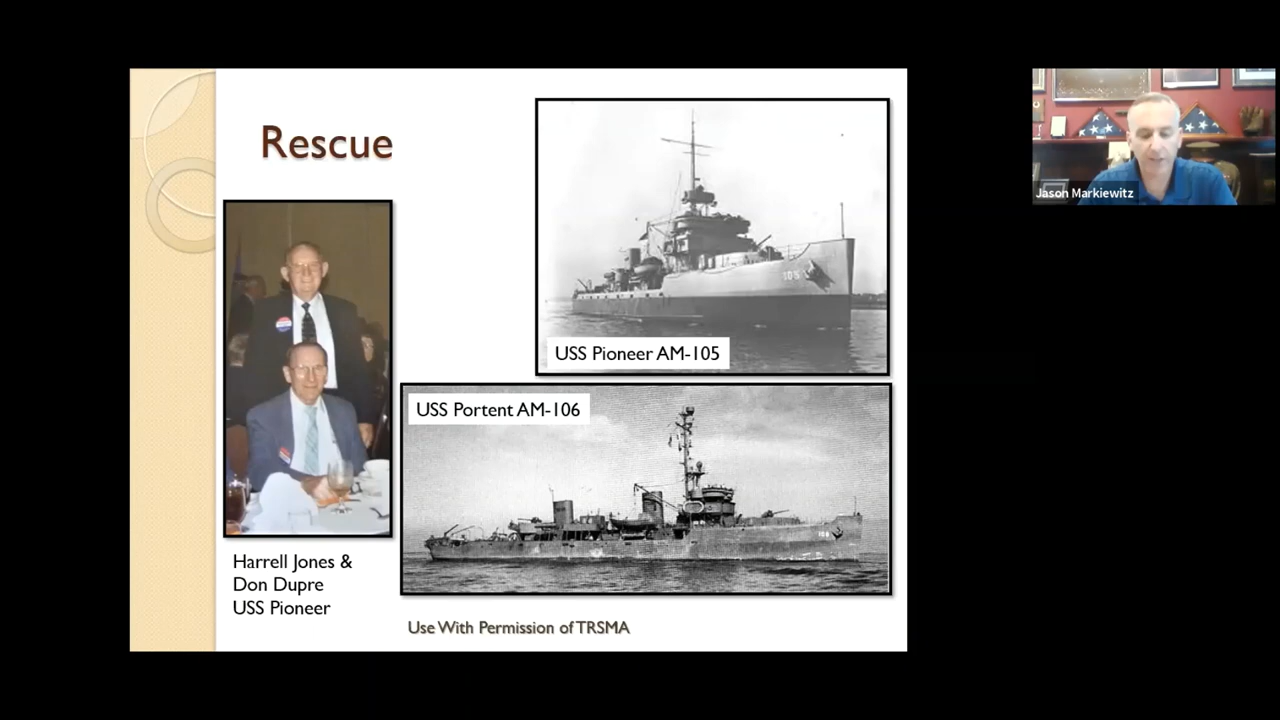 Rescue
USS Pioneer AM-105
USS Portent AM-106
Harrell Jones &
Don Dupre
USS Pioneer
Use With Permission of TRSMA
Jason Markiewitz
105